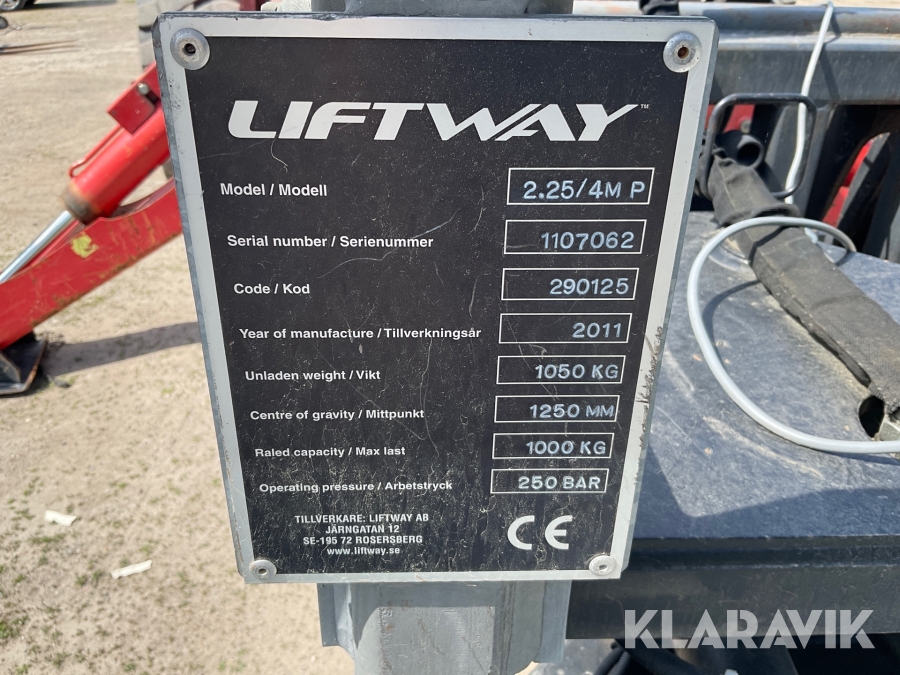 LIFTWAY™
Model / Modell 2.25/4M P
Serial number / Serienummer 1107062
Code / Kod 290125
Year of manufacture / Tillverkningsår 2011
Unladen weight / Vikt 1050 KG
Centre of gravity / Mittpunkt 1250 MM
Raled capacity / Max last 1000 KG
Operating pressure / Arbetstryck 250 BAR
TILLVERKARE: LIFTWAY AB
JÄRNGATAN 12
SE-195 72 ROSERSBERG
www.liftway.se
CE
KLARAVIK